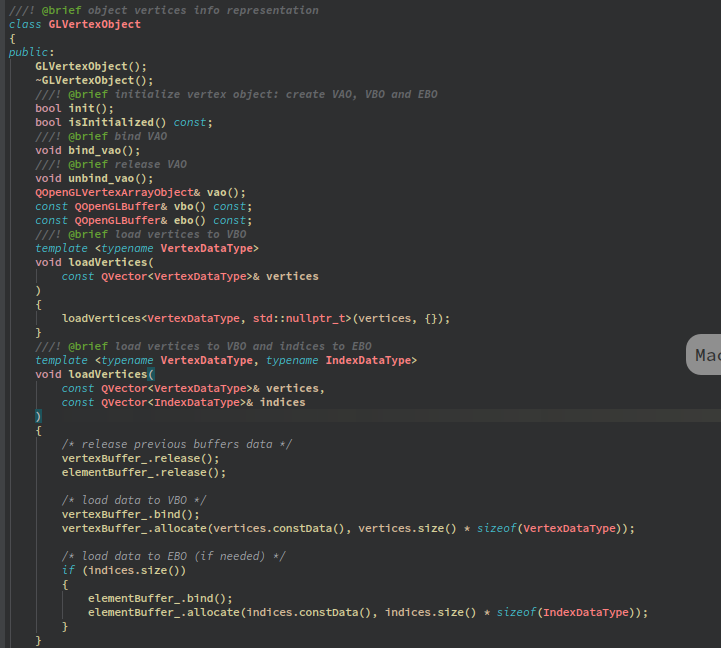 ///! @brief object vertices info representation
class GLVertexObject
{
public:
    GLVertexObject();
    ~GLVertexObject();
    ///! @brief initialize vertex object: create VAO, VBO and EBO
    bool init();
    bool isInitialized() const;
    ///! @brief bind VAO
    void bind_vao();
    ///! @brief release VAO
    void unbind_vao();
    QOpenGLVertexArrayObject& vao();
    const QOpenGLBuffer& vbo() const;
    const QOpenGLBuffer& ebo() const;
    ///! @brief load vertices to VBO
    template <typename VertexDataType>
    void loadVertices(
        const QVector<VertexDataType>& vertices
    )
    {
        loadVertices<VertexDataType, std::nullptr_t>(vertices, {});
    }
    ///! @brief load vertices to VBO and indices to EBO
    template <typename VertexDataType, typename IndexDataType>
    void loadVertices(
        const QVector<VertexDataType>& vertices,
        const QVector<IndexDataType>& indices
    )
    {
        /* release previous buffers data */
        vertexBuffer_.release();
        elementBuffer_.release();

        /* load data to VBO */
        vertexBuffer_.bind();
        vertexBuffer_.allocate(vertices.constData(), vertices.size() * sizeof(VertexDataType));

        /* load data to EBO (if needed) */
        if (indices.size())
        {
            elementBuffer_.bind();
            elementBuffer_.allocate(indices.constData(), indices.size() * sizeof(IndexDataType));
        }
    }